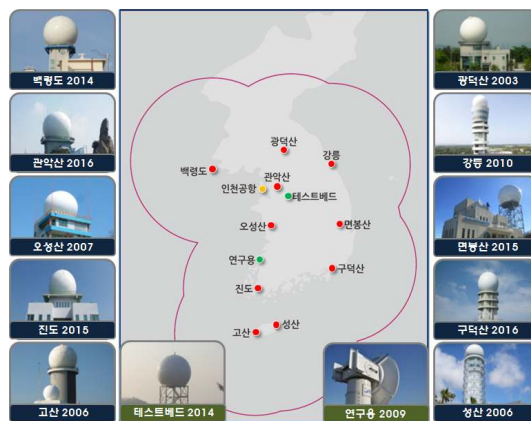 백령도 2014
관악산 2016
오성산 2007
진도 2015
고산 2006
테스트베드 2014
연구용 2009
광덕산 2003
강릉 2010
면봉산 2015
구덕산 2016
성산 2006
광덕산
강릉
백령도
관악산
인천공항
테스트베드
오성산
면봉산
연구용
구덕산
진도
성산
고산